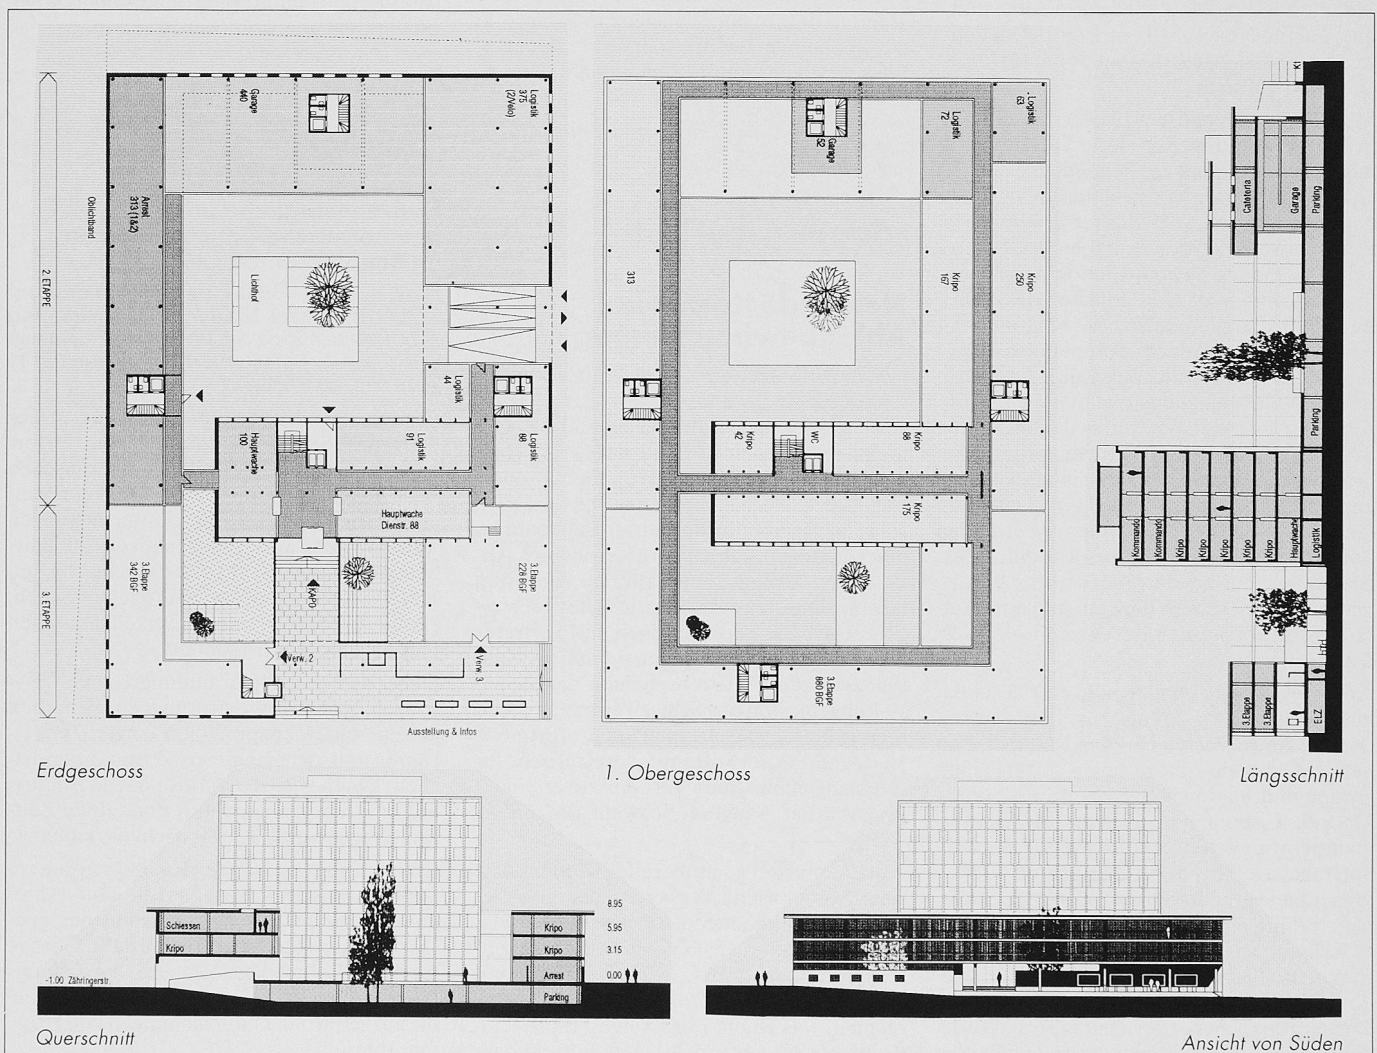 Garage
440
Logistik
375
(2/Velo)
Arrest
313 (1&2)
Oblichtband
2. ETAPPE
3. ETAPPE
Lichthof
Logistik
44
Hauptwache
100
Logistik
91
Logistik
68
Hauptwache
Dienstr. 88
3. Etappe
342 BGF
3. Etappe
228 BGF
KAPO
Verw. 2
Verw. 3
Ausstellung & Infos
Erdgeschoss
Logistik
63
Logistik
72
Garage
52
313
Kripo
167
Kripo
250
Kripo
42
WC
Kripo
88
Kripo
175
3. Etappe
880 BGF
1. Obergeschoss
Cafeteria
Garage
Parking
Parking
Kommando
Kommando
Kripo
Kripo
Kripo
Kripo
Kripo
Hauptwache
Logistik
3. Etappe
3. Etappe
ELZ
Längsschnitt
Schiessen
Kripo
-1.00 Zähringerstr.
Kripo
Kripo
Arrest
Parking
8.95
5.95
3.15
0.00
Querschnitt
Ansicht von Süden